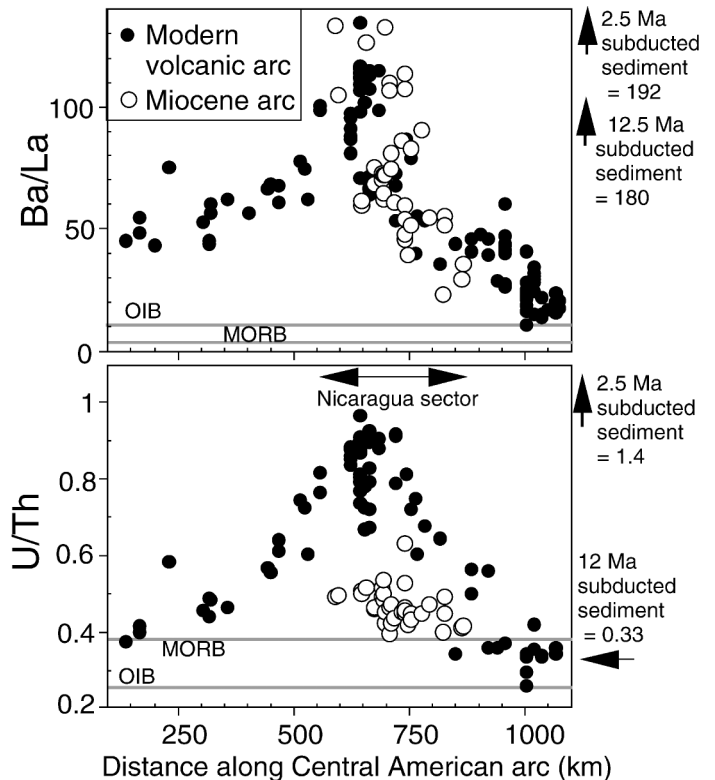 Modern
volcanic arc
Miocene arc
Ba/La
100
50
0
OIB
MORB
2.5 Ma
subducted
sediment
= 192
12.5 Ma
subducted
sediment
= 180
Nicaragua sector
U/Th
1
0.8
0.6
0.4
0.2
MORB
OIB
2.5 Ma
subducted
sediment
= 1.4
12 Ma
subducted
sediment
= 0.33
250 500 750 1000
Distance along Central American arc (km)